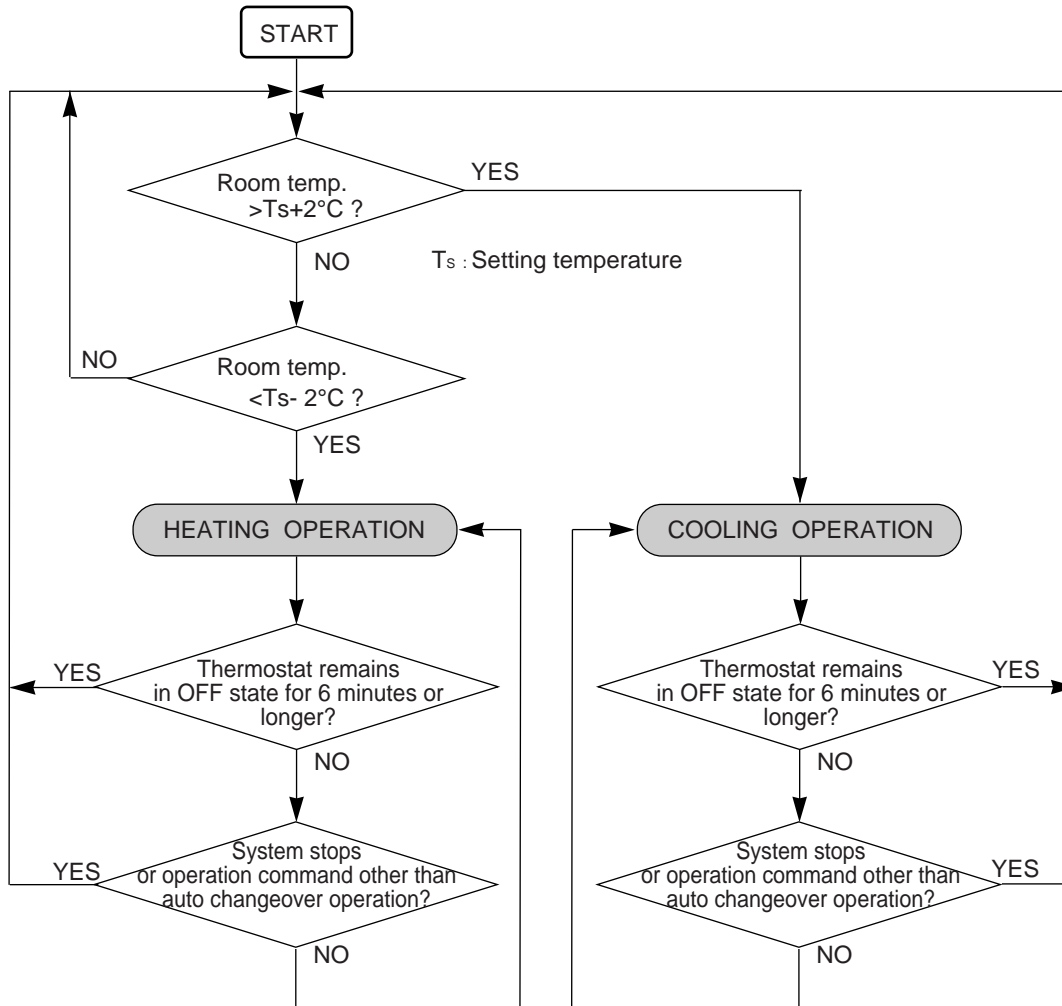 START
Room temp.
>Ts+2°C ?
YES
NO
Ts : Setting temperature
NO
Room temp.
<Ts- 2°C ?
YES
HEATING OPERATION
COOLING OPERATION
YES
Thermostat remains
in OFF state for 6 minutes or
longer?
NO
Thermostat remains
in OFF state for 6 minutes or
longer?
YES
NO
YES
System stops
or operation command other than
auto changeover operation?
NO
System stops
or operation command other than
auto changeover operation?
YES
NO